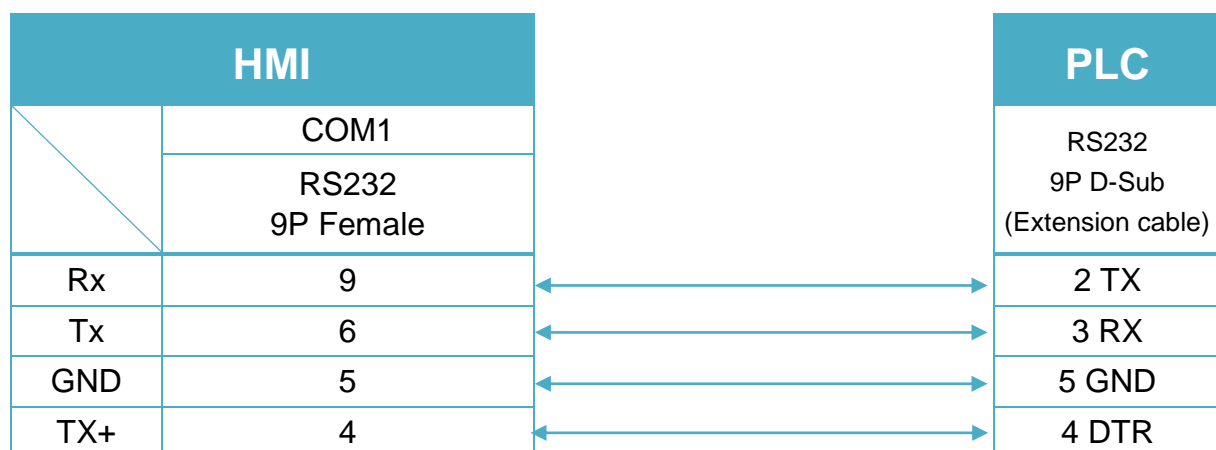 HMI PLC
COM1
RS232
9P Female
RS232
9P D-Sub
(Extension cable)
Rx 9 2 TX
Tx 6 3 RX
GND 5 5 GND
TX+ 4 4 DTR